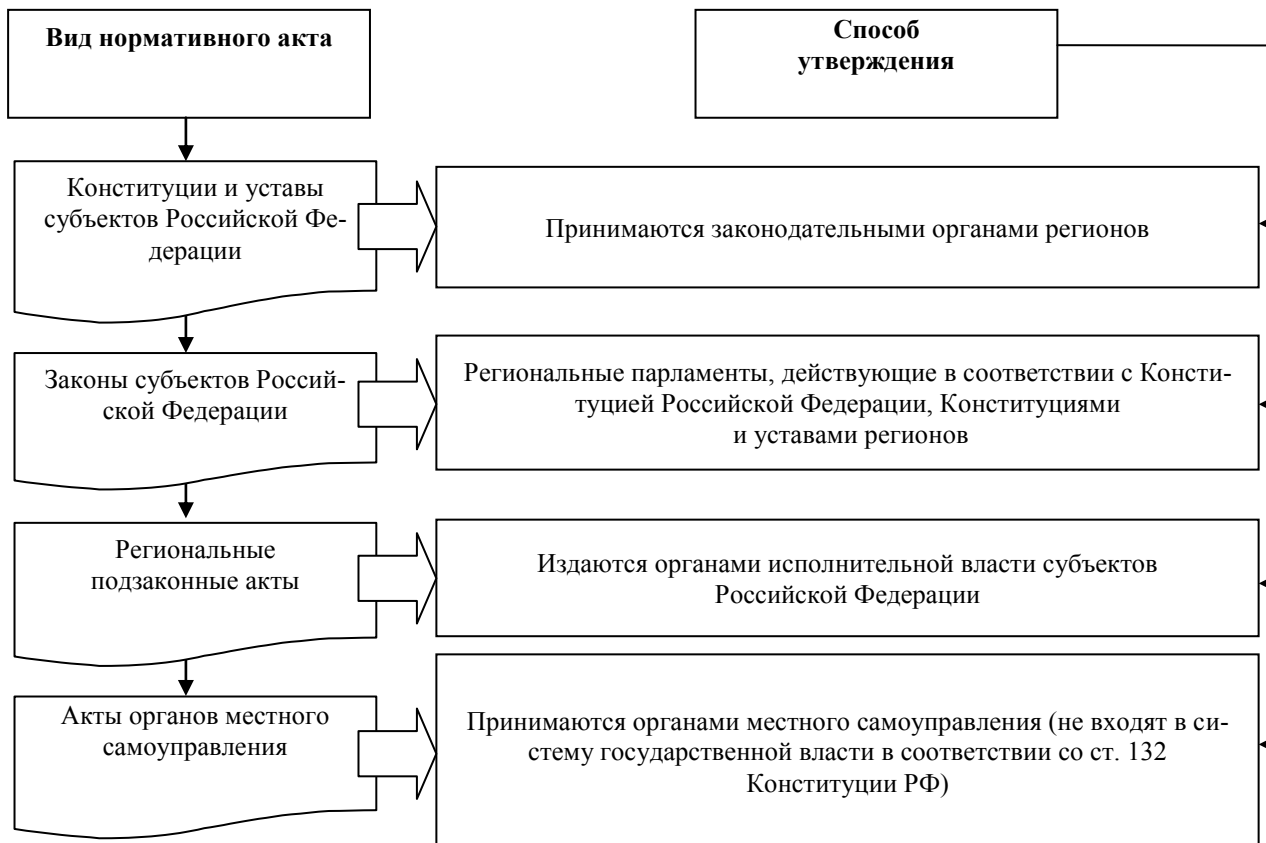 Вид нормативного акта
Способ
утверждения
Конституции и уставы
субъектов Российской Фе-
дерации
Принимаются законодательными органами регионов
Законы субъектов Россий-
ской Федерации
Региональные парламенты, действующие в соответствии с Консти-
туцией Российской Федерации, Конституциями
и уставами регионов
Региональные
подзаконные акты
Издаются органами исполнительной власти субъектов
Российской Федерации
Акты органов местного
самоуправления
Принимаются органами местного самоуправления (не входят в си-
стему государственной власти в соответствии со ст. 132
Конституции РФ)